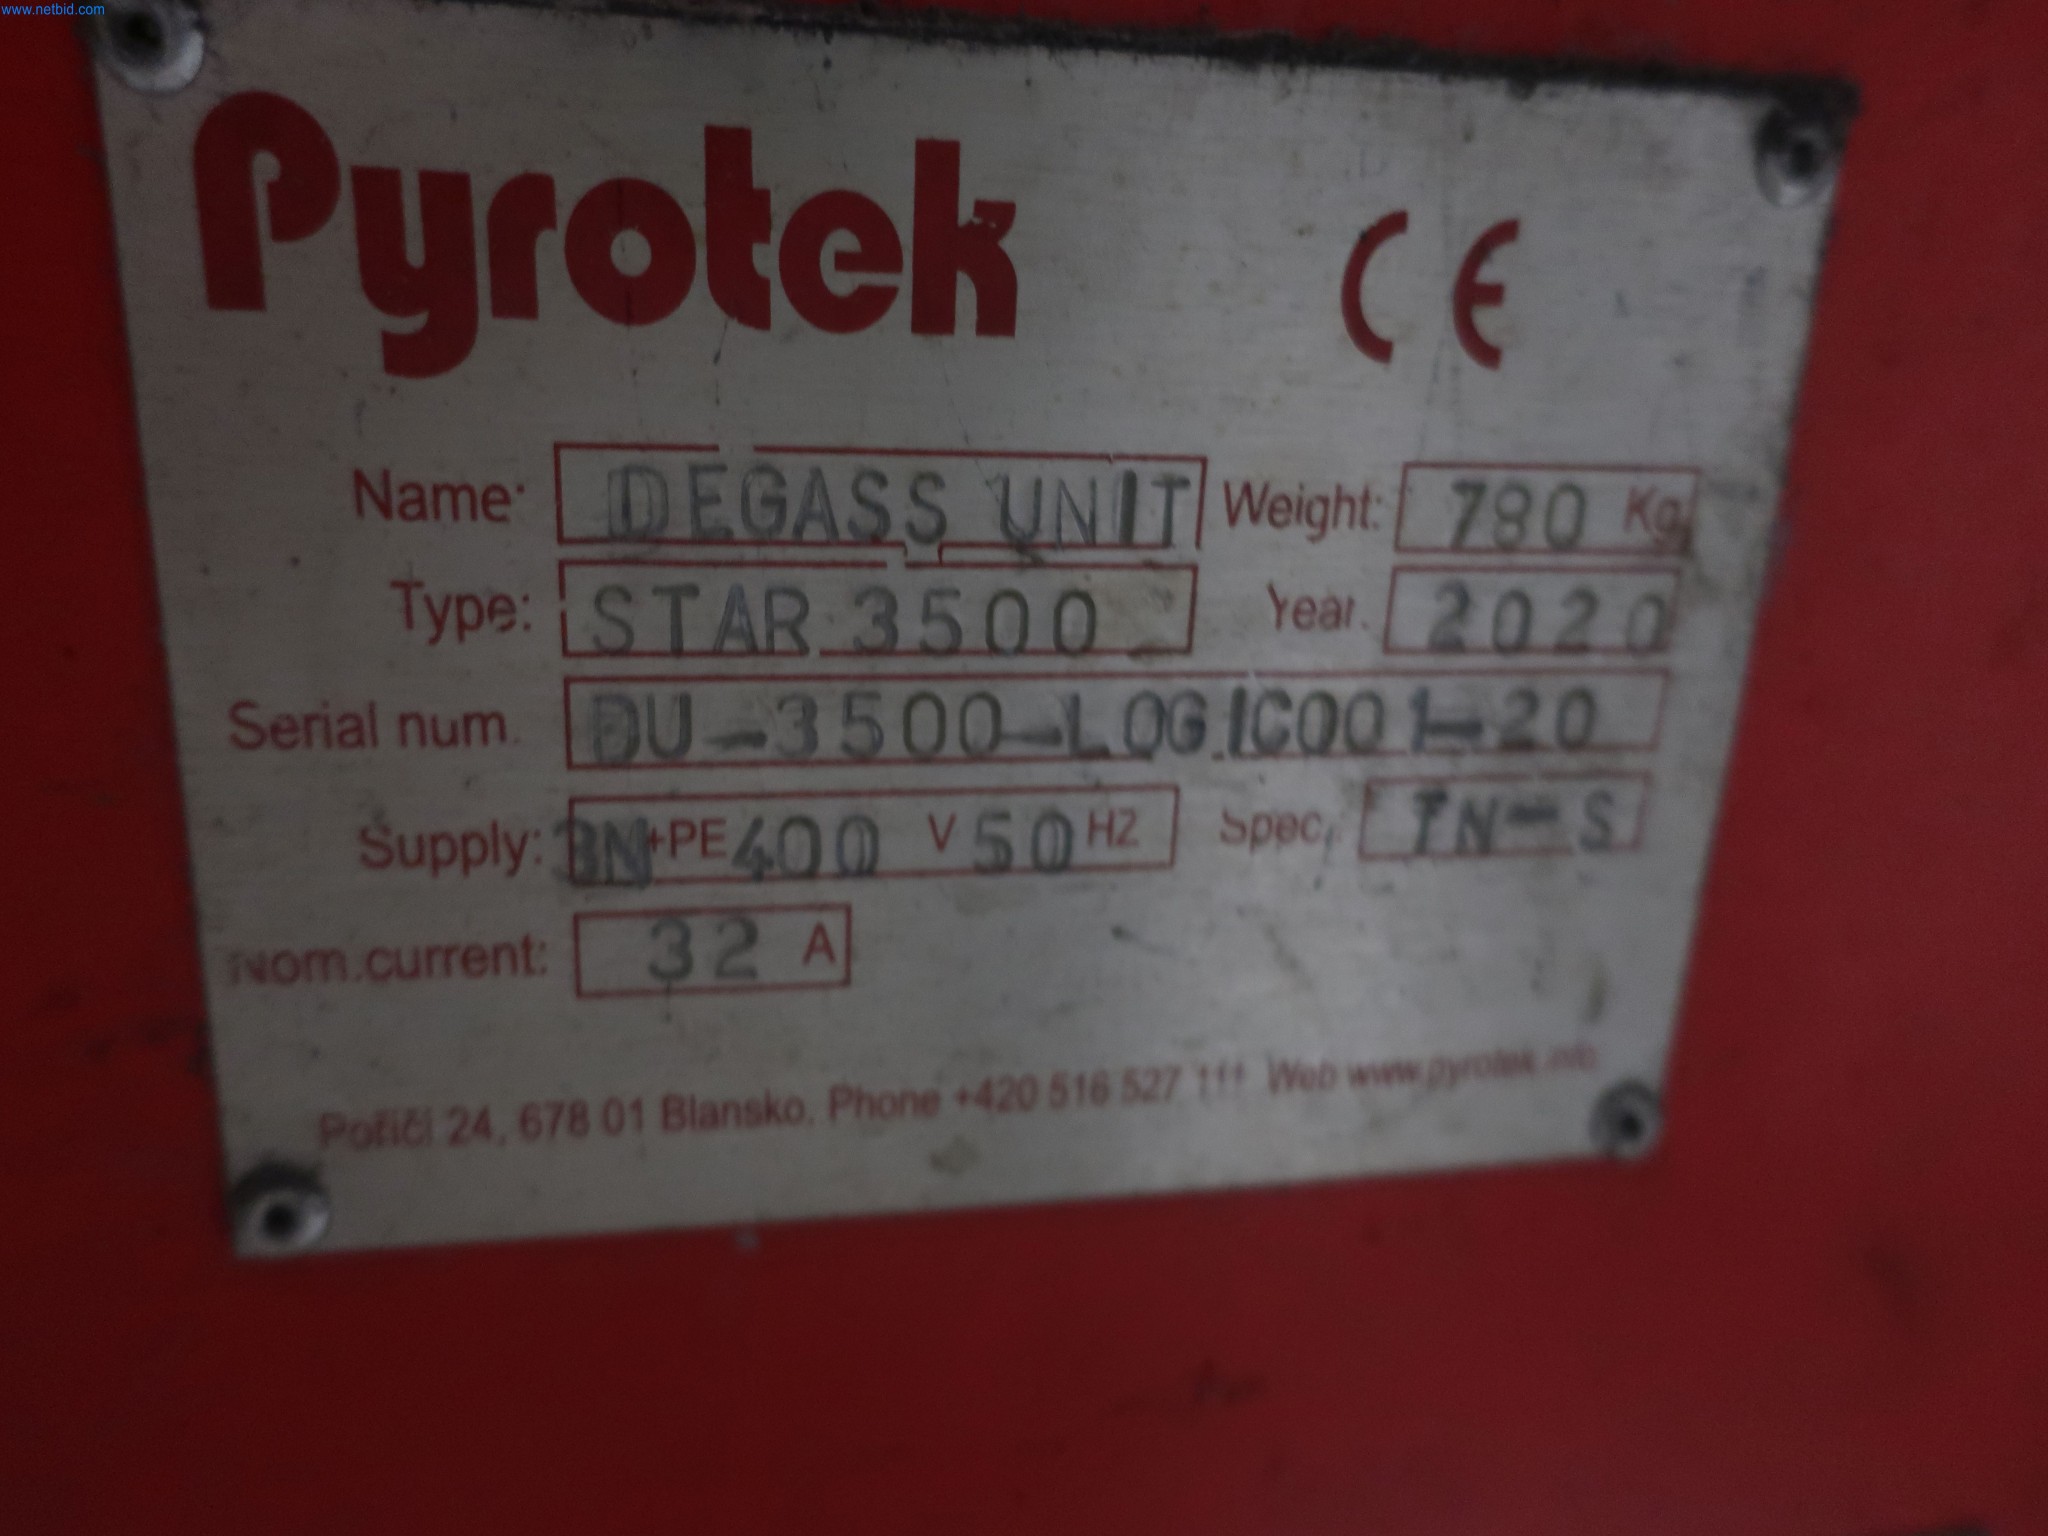 www.netbid.com
Pyrotek CE
Name: DEGASS UNIT Weight: 780 Kg
Type: STAR 3500 Year. 2020
Serial num. DU-3500-LOGIC001-20
Supply: 3N+PE 400 V 50 HZ Spec. TN-S
Nom.current: 32 A
Poříčí 24, 678 01 Blansko, Phone +420 516 527 111 Web www.pyrotek.info